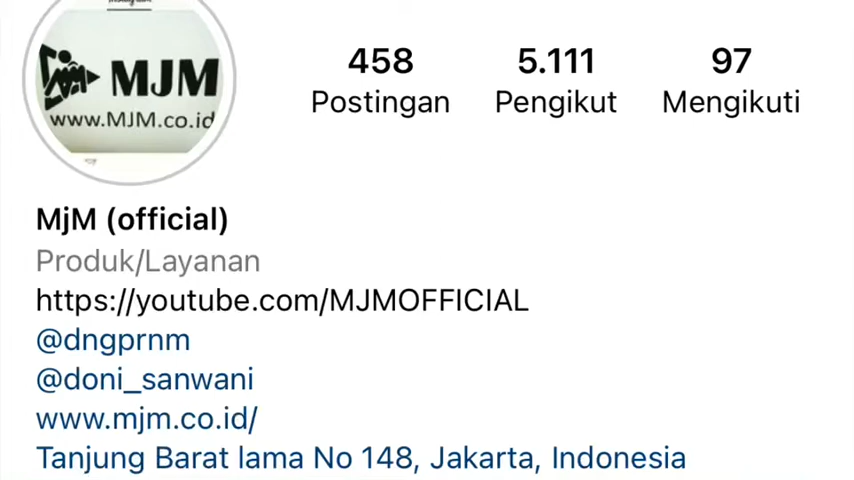 Instagram
MJM
www.MJM.co.id
458
Postingan
5.111
Pengikut
97
Mengikuti
MjM (official)
Produk/Layanan
https://youtube.com/MJMOFFICIAL
@dngprnm
@doni_sanwani
www.mjm.co.id/
Tanjung Barat lama No 148, Jakarta, Indonesia